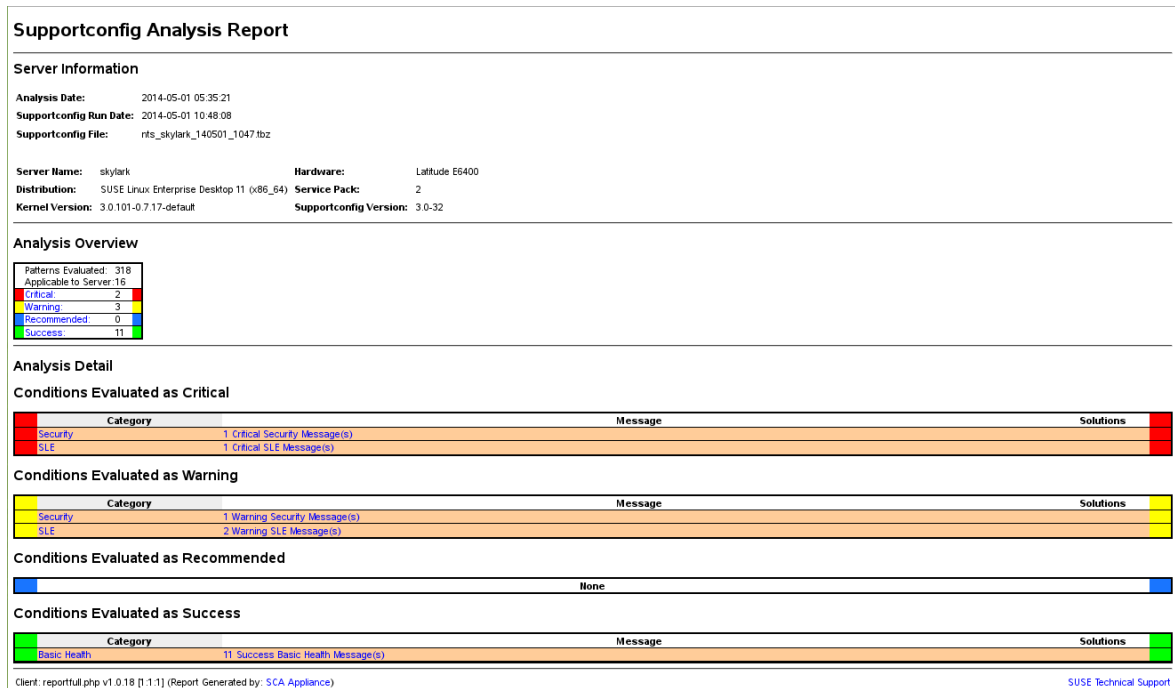 Supportconfig Analysis Report
Server Information
Analysis Date: 2014-05-01 05:35:21
Supportconfig Run Date: 2014-05-01 10:48:08
Supportconfig File: nts_skylark_140501_1047.tbz
Server Name: skylark Hardware: Latitude E6400
Distribution: SUSE Linux Enterprise Desktop 11 (x86_64) Service Pack: 2
Kernel Version: 3.0.101-0.7.17-default Supportconfig Version: 3.0-32
Analysis Overview
Patterns Evaluated: 318
Applicable to Server:16
Critical: 2
Warning: 3
Recommended: 0
Success: 11
Analysis Detail
Conditions Evaluated as Critical
Category Message Solutions
Security 1 Critical Security Message(s)
SLE 1 Critical SLE Message(s)
Conditions Evaluated as Warning
Category Message Solutions
Security 1 Warning Security Message(s)
SLE 2 Warning SLE Message(s)
Conditions Evaluated as Recommended
None
Conditions Evaluated as Success
Category Message Solutions
Basic Health 11 Success Basic Health Message(s)
Client: reportfull.php v1.0.18 [1:1:1] (Report Generated by: SCA Appliance) SUSE Technical Support